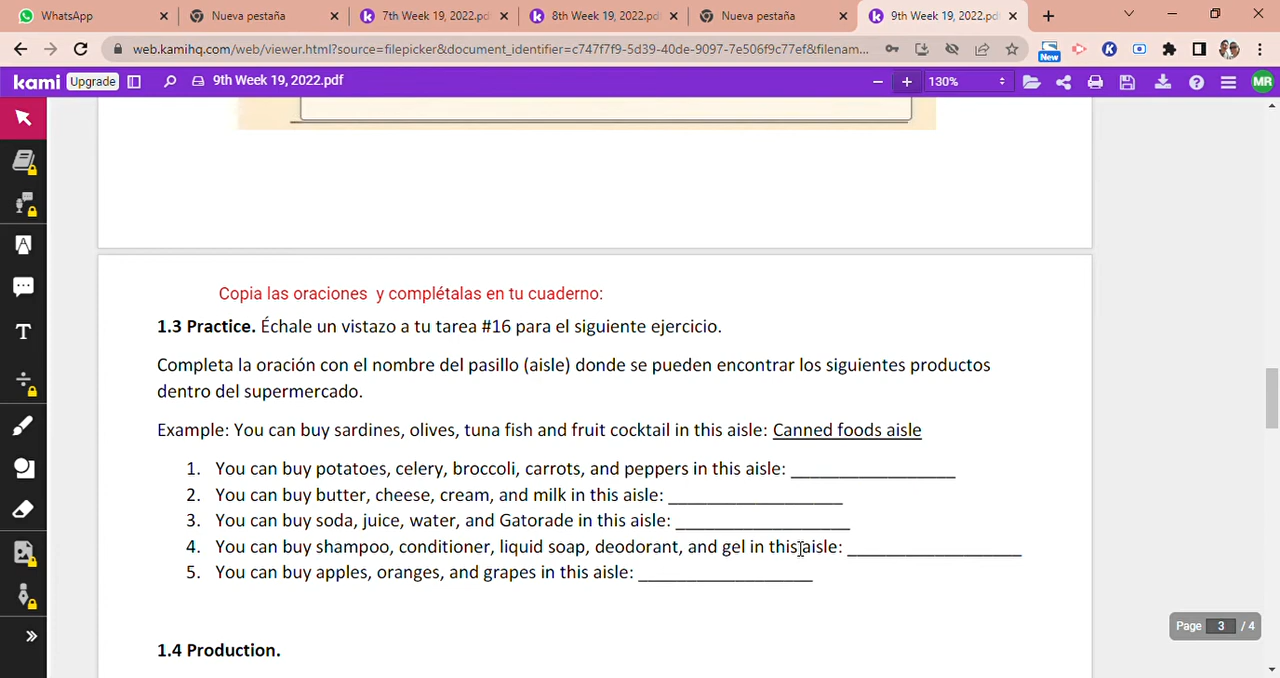 WhatsApp
Nueva pestaña
7th Week 19, 2022.pd
8th Week 19, 2022.pd
Nueva pestaña
9th Week 19, 2022.pd
web.kamihq.com/web/viewer.html?source=filepicker&document_identifier=c747f7f9-5d39-40de-9097-7e506f9c77ef&filenam...
New
kami Upgrade 9th Week 19, 2022.pdf 130% MR
Copia las oraciones y complétalas en tu cuaderno:
1.3 Practice. Échale un vistazo a tu tarea #16 para el siguiente ejercicio.
Completa la oración con el nombre del pasillo (aisle) donde se pueden encontrar los siguientes productos
dentro del supermercado.
Example: You can buy sardines, olives, tuna fish and fruit cocktail in this aisle: Canned foods aisle
1. You can buy potatoes, celery, broccoli, carrots, and peppers in this aisle: __________________
2. You can buy butter, cheese, cream, and milk in this aisle: ___________________
3. You can buy soda, juice, water, and Gatorade in this aisle: ___________________
4. You can buy shampoo, conditioner, liquid soap, deodorant, and gel in this aisle: ___________________
5. You can buy apples, oranges, and grapes in this aisle: ___________________
Page 3 / 4
1.4 Production.